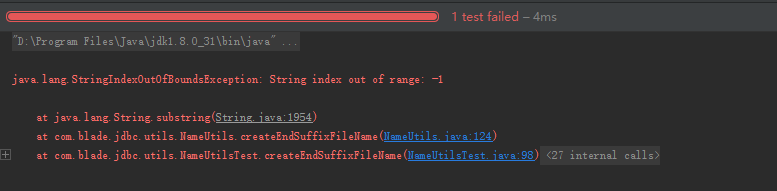 1 test failed – 4ms
"D:\Program Files\Java\jdk1.8.0_31\bin\java" ...
java.lang.StringIndexOutOfBoundsException: String index out of range: -1
at java.lang.String.substring(String.java:1954)
at com.blade.jdbc.utils.NameUtils.createEndSuffixFileName(NameUtils.java:124)
at com.blade.jdbc.utils.NameUtilsTest.createEndSuffixFileName(NameUtilsTest.java:98) <27 internal calls>